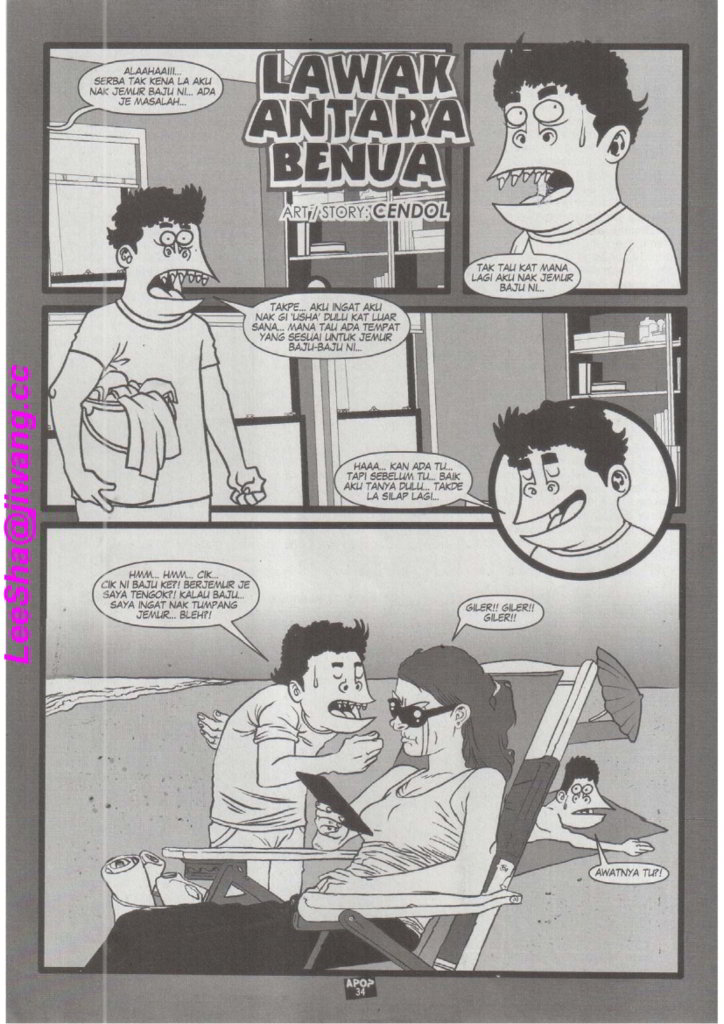 ALAAHAAIII...
SERBA TAK KENA LA AKU
NAK JEMUR BAJU NI... ADA
JE MASALAH...
LAWAK
ANTARA
BENUA
ART / STORY: CENDOL
TAK TAU KAT MANA
LAGI AKU NAK JEMUR
BAJU NI...
TAKPE... AKU INGAT AKU
NAK GI 'USHA' DULU KAT LUAR
SANA... MANA TAU ADA TEMPAT
YANG SESUAI UNTUK JEMUR
BAJU-BAJU NI...
HAAA... KAN ADA TU...
TAPI SEBELUM TU... BAIK
AKU TANYA DULU... TAKDE
LA SILAP LAGI...
HMM... HMM... CIK...
CIK NI BAJU KE?! BERJEMUR JE
SAYA TENGOK?! KALAU BAJU...
SAYA INGAT NAK TUMPANG
JEMUR... BLEH?!
GILER!! GILER!!
GILER!!
AWATNYA TU?!
APOP
34
LeeSha@jiwang.cc